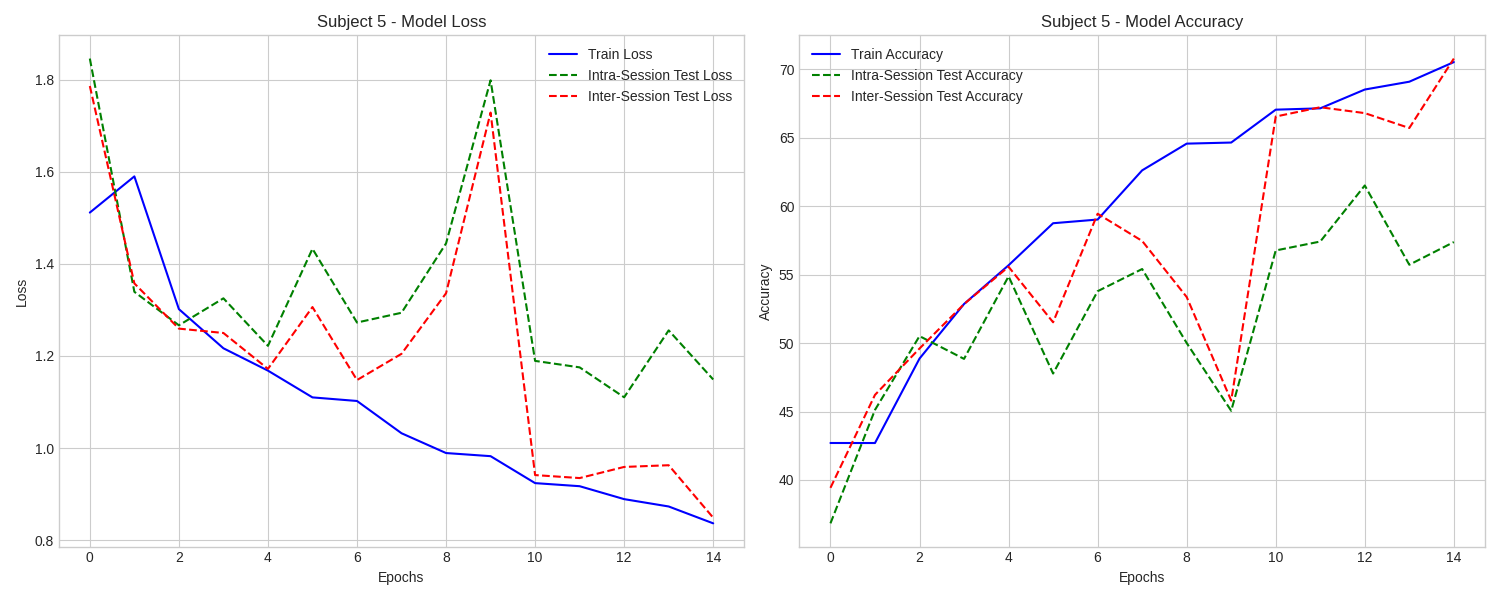 Subject 5 - Model Loss
Train Loss
Intra-Session Test Loss
Inter-Session Test Loss
Loss
1.8
1.6
1.4
1.2
1.0
0.8
0 2 4 6 8 10 12 14
Epochs
Subject 5 - Model Accuracy
Train Accuracy
Intra-Session Test Accuracy
Inter-Session Test Accuracy
Accuracy
70
65
60
55
50
45
40
0 2 4 6 8 10 12 14
Epochs